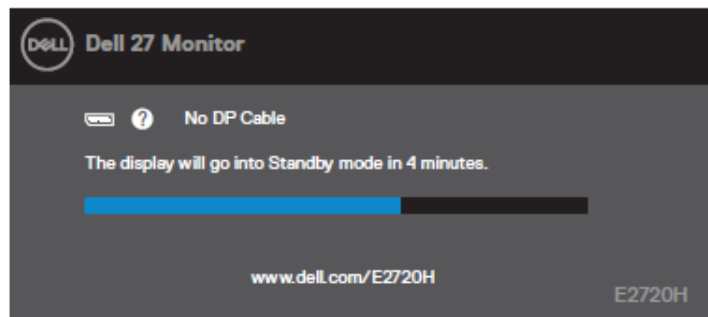 DELL Dell 27 Monitor
? No DP Cable
The display will go into Standby mode in 4 minutes.
www.dell.com/E2720H
E2720H